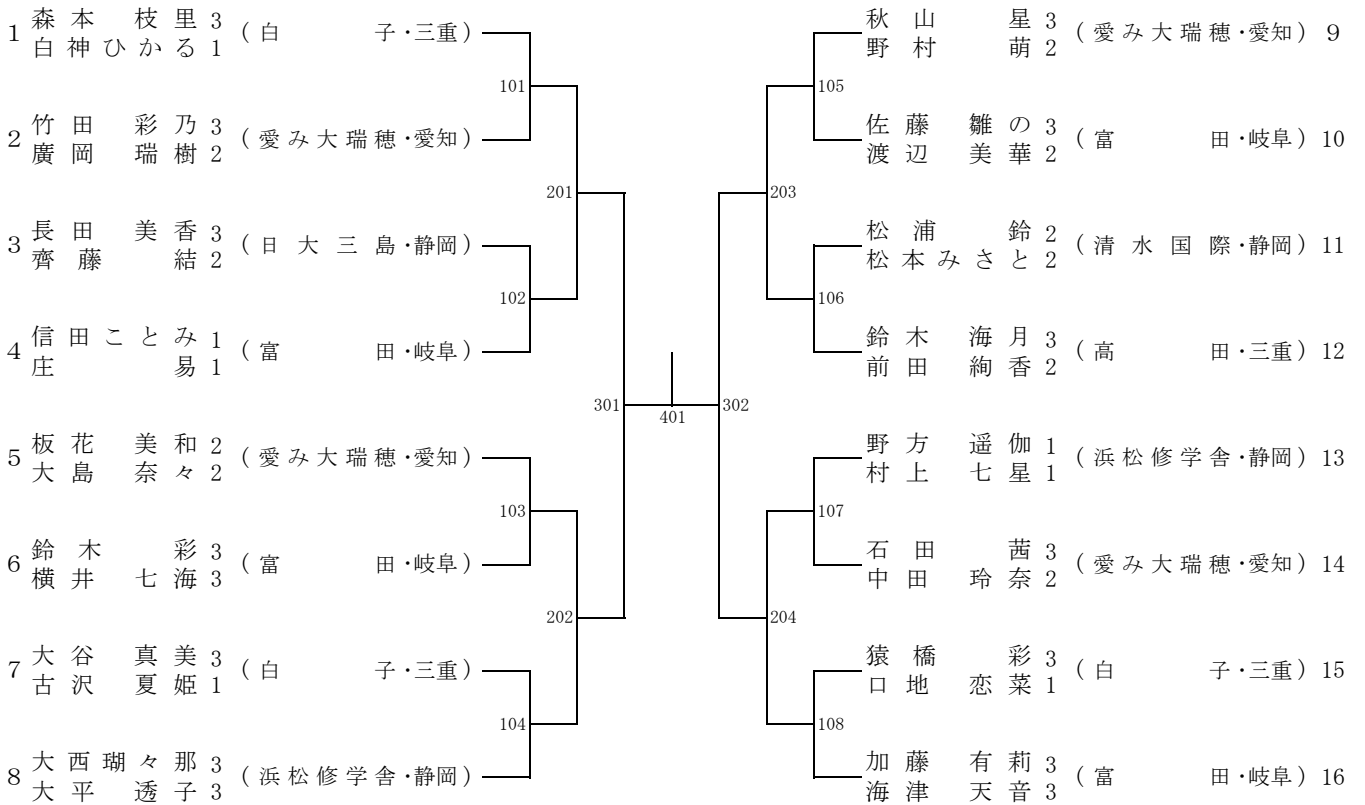 1 森本 枝里 3 (白 子・三重)
白神ひかる 1
101
2 竹田 彩乃 3 (愛み大瑞穂・愛知)
廣岡 瑞樹 2
201
3 長田 美香 3 (日大三島・静岡)
齊藤 結 2
102
4 信田ことみ 1 (富 田・岐阜)
庄 易 1
301
5 板花 美和 2 (愛み大瑞穂・愛知)
大島 奈々 2
103
6 鈴木 彩 3 (富 田・岐阜)
横井 七海 3
202
7 大谷 真美 3 (白 子・三重)
古沢 夏姫 1
104
8 大西瑚々那 3 (浜松修学舎・静岡)
大平 透子 3
401
秋山 星 3 (愛み大瑞穂・愛知) 9
野村 萌 2
105
佐藤 雛の 3 (富 田・岐阜) 10
渡辺 美華 2
203
松浦 鈴 2 (清水国際・静岡) 11
松本みさと 2
106
鈴木 海月 3 (高 田・三重) 12
前田 絢香 2
302
野方 遥伽 1 (浜松修学舎・静岡) 13
村上 七星 1
107
石田 茜 3 (愛み大瑞穂・愛知) 14
中田 玲奈 2
204
猿橋 彩 3 (白 子・三重) 15
口地 恋菜 1
108
加藤 有莉 3 (富 田・岐阜) 16
海津 天音 3